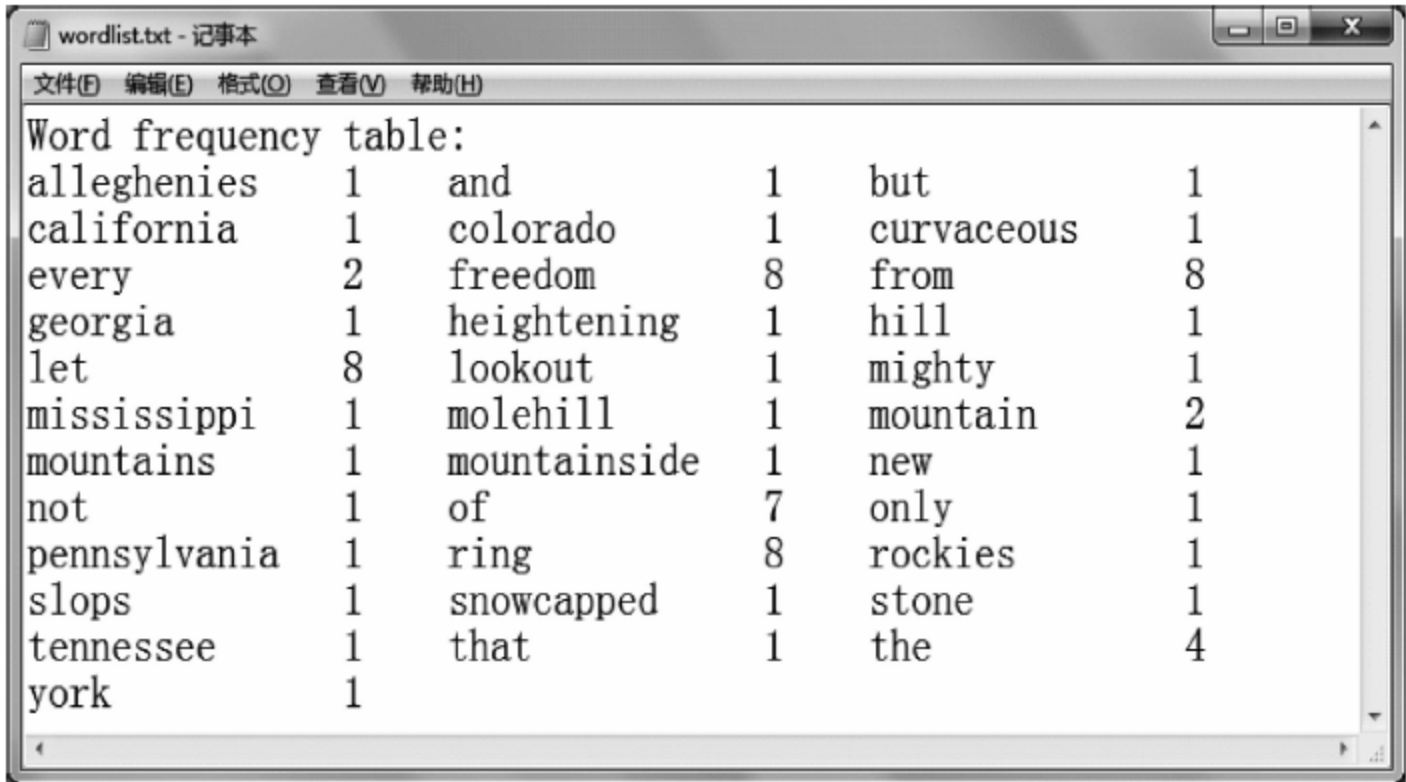 wordlist.txt - 记事本
文件(F) 编辑(E) 格式(O) 查看(V) 帮助(H)
Word frequency table:
alleghenies 1 and 1 but 1
california 1 colorado 1 curvaceous 1
every 2 freedom 8 from 8
georgia 1 heightening 1 hill 1
let 8 lookout 1 mighty 1
mississippi 1 molehill 1 mountain 2
mountains 1 mountainside 1 new 1
not 1 of 7 only 1
pennsylvania 1 ring 8 rockies 1
slops 1 snowcapped 1 stone 1
tennessee 1 that 1 the 4
york 1